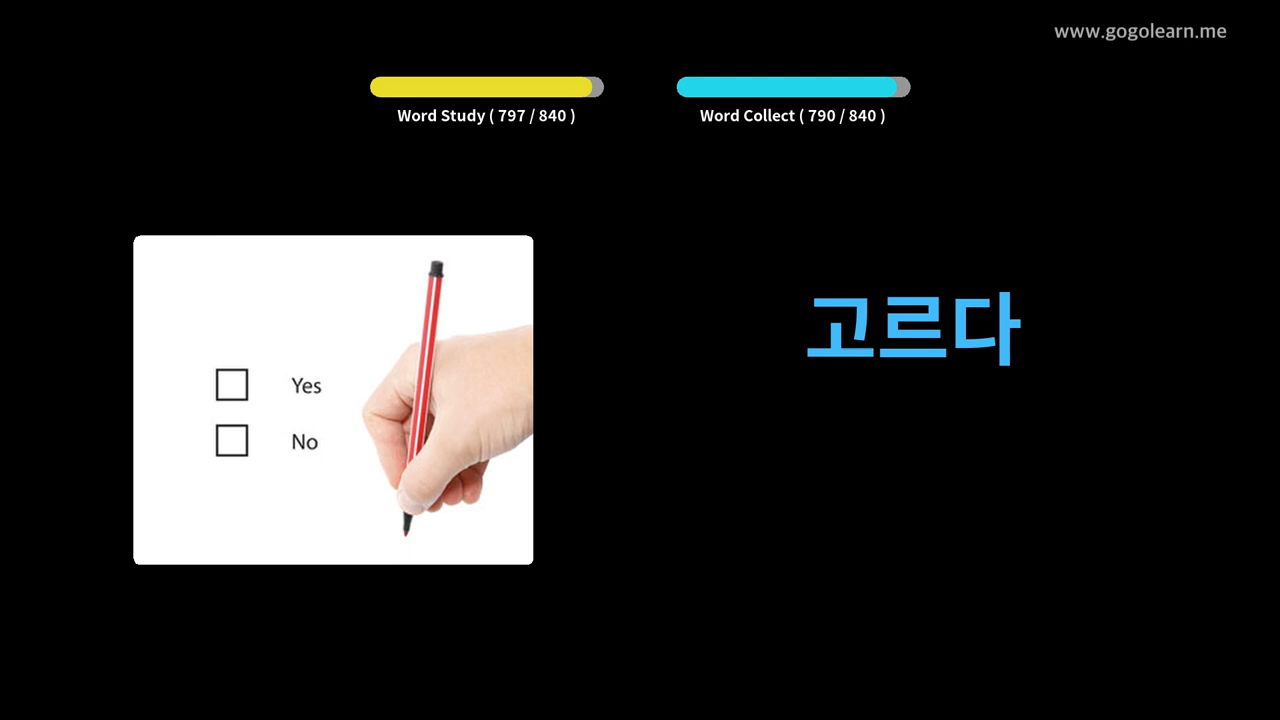 www.gogolearn.me
Word Study ( 797 / 840 )
Word Collect ( 790 / 840 )
고르다
Yes
No